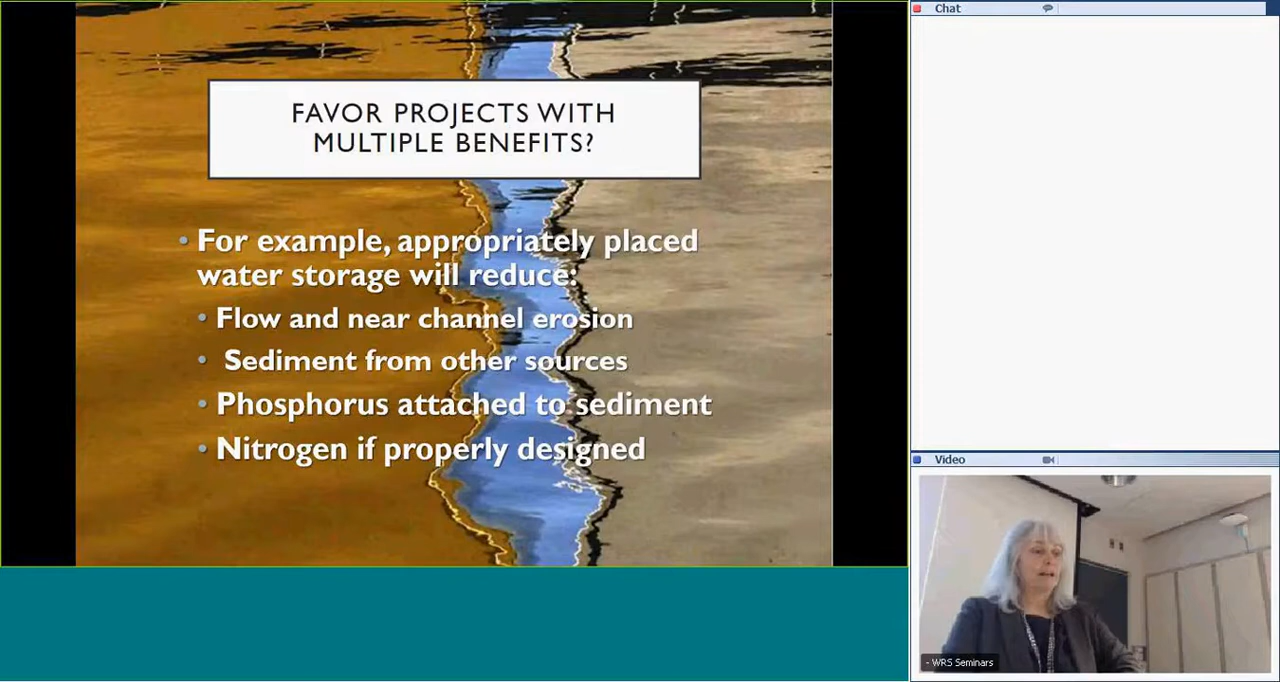 Chat
FAVOR PROJECTS WITH
MULTIPLE BENEFITS?
• For example, appropriately placed
water storage will reduce:
• Flow and near channel erosion
• Sediment from other sources
• Phosphorus attached to sediment
• Nitrogen if properly designed
Video
- WRS Seminars